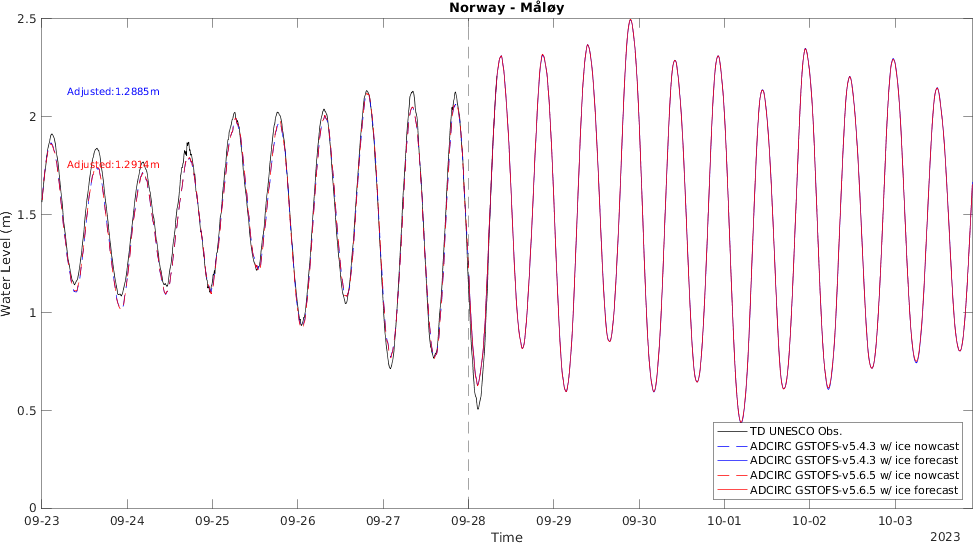 Norway - Måløy
2.5
2
1.5
1
0.5
0
Water Level (m)
Adjusted:1.2885m
Adjusted:1.2914m
TD UNESCO Obs.
ADCIRC GSTOFS-v5.4.3 w/ ice nowcast
ADCIRC GSTOFS-v5.4.3 w/ ice forecast
ADCIRC GSTOFS-v5.6.5 w/ ice nowcast
ADCIRC GSTOFS-v5.6.5 w/ ice forecast
09-23 09-24 09-25 09-26 09-27 09-28 09-29 09-30 10-01 10-02 10-03
Time
2023